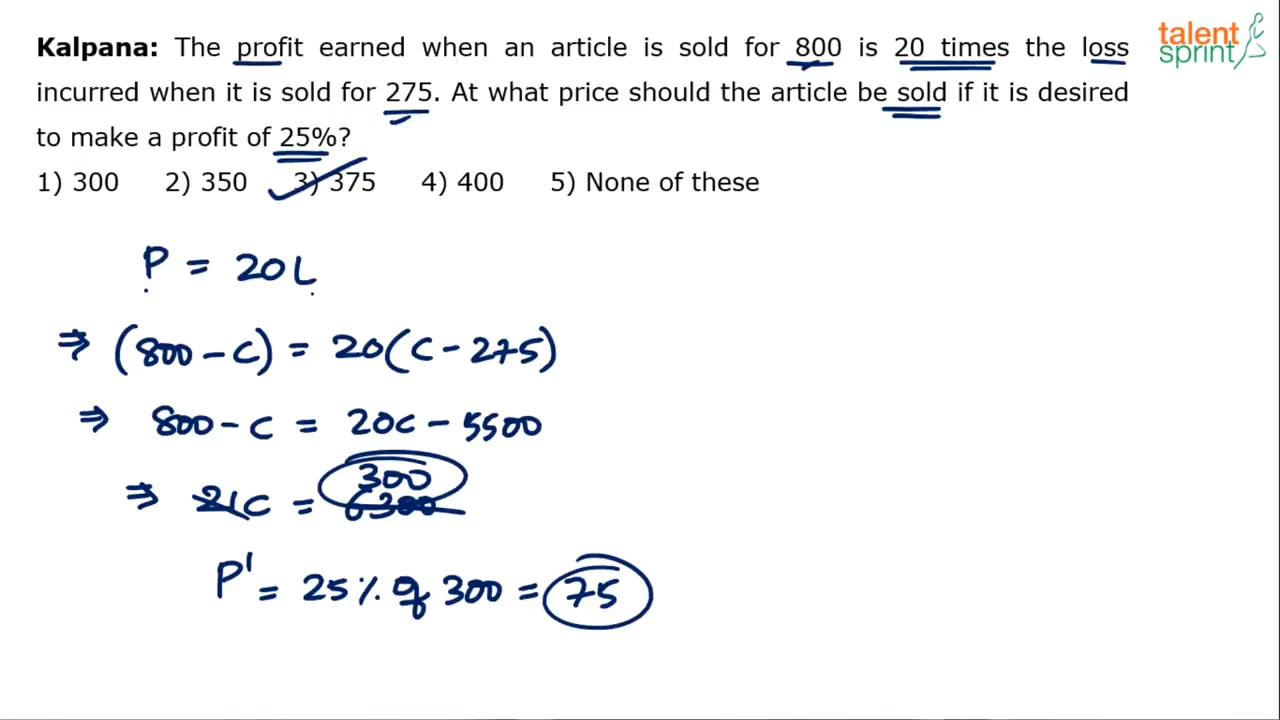 Kalpana: The profit earned when an article is sold for 800 is 20 times the loss
incurred when it is sold for 275. At what price should the article be sold if it is desired
to make a profit of 25%?
1) 300 2) 350 3) 375 4) 400 5) None of these
talent
sprint
P = 20L
⇒ (800 - C) = 20(C - 275)
⇒ 800 - C = 20C - 5500
300
⇒ 21C = 6300
P' = 25% of 300 = 75